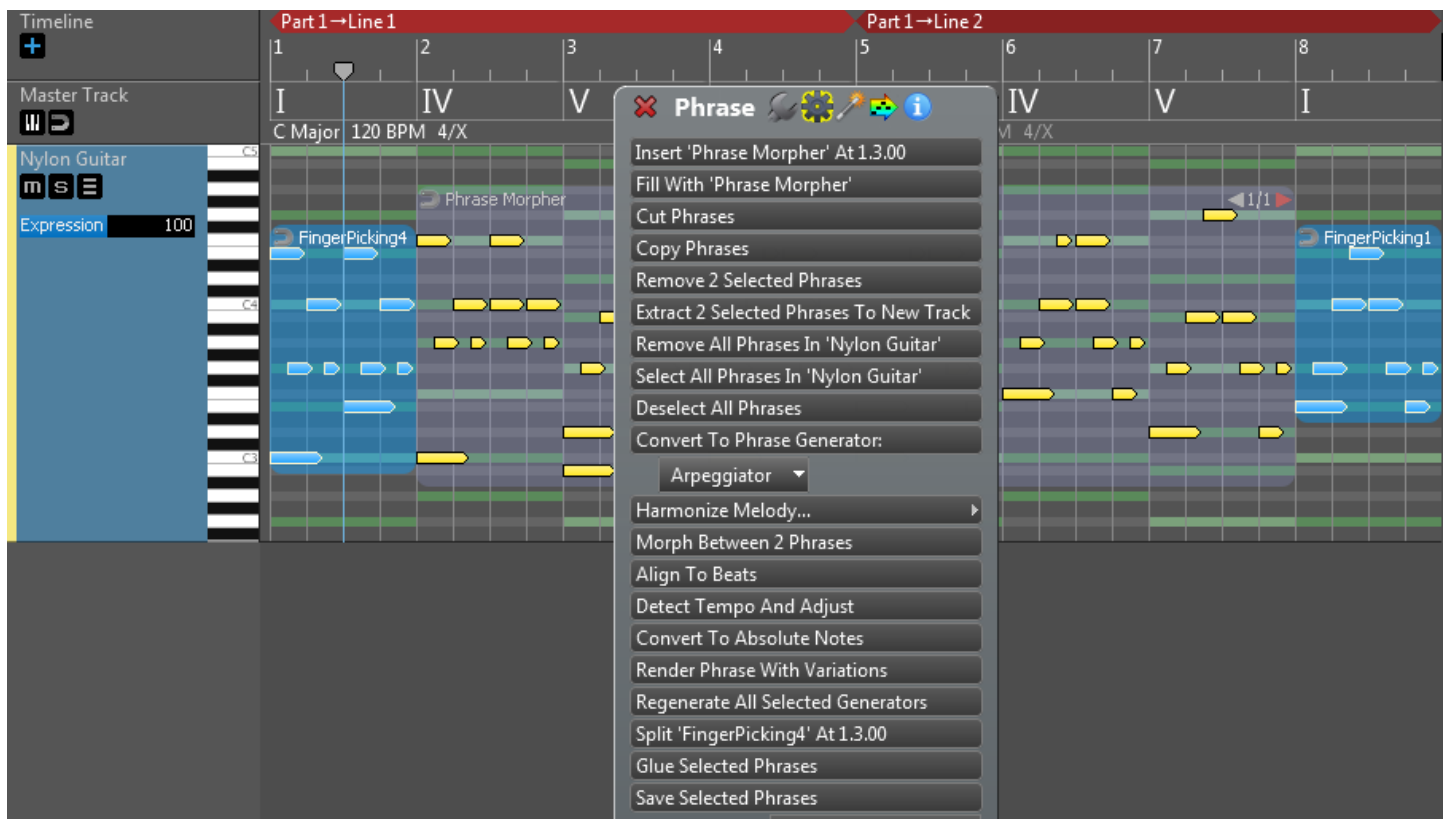 Timeline
Part 1→Line 1
Part 1→Line 2
1 2 3 4 5 6 7 8
Master Track
I IV V IV V I
C Major 120 BPM 4/X
4/X
Nylon Guitar
m s
Expression 100
C5
C4
C3
FingerPicking4
Phrase Morpher
1/1
FingerPicking1
Phrase
Insert 'Phrase Morpher' At 1.3.00
Fill With 'Phrase Morpher'
Cut Phrases
Copy Phrases
Remove 2 Selected Phrases
Extract 2 Selected Phrases To New Track
Remove All Phrases In 'Nylon Guitar'
Select All Phrases In 'Nylon Guitar'
Deselect All Phrases
Convert To Phrase Generator:
Arpeggiator
Harmonize Melody...
Morph Between 2 Phrases
Align To Beats
Detect Tempo And Adjust
Convert To Absolute Notes
Render Phrase With Variations
Regenerate All Selected Generators
Split 'FingerPicking4' At 1.3.00
Glue Selected Phrases
Save Selected Phrases